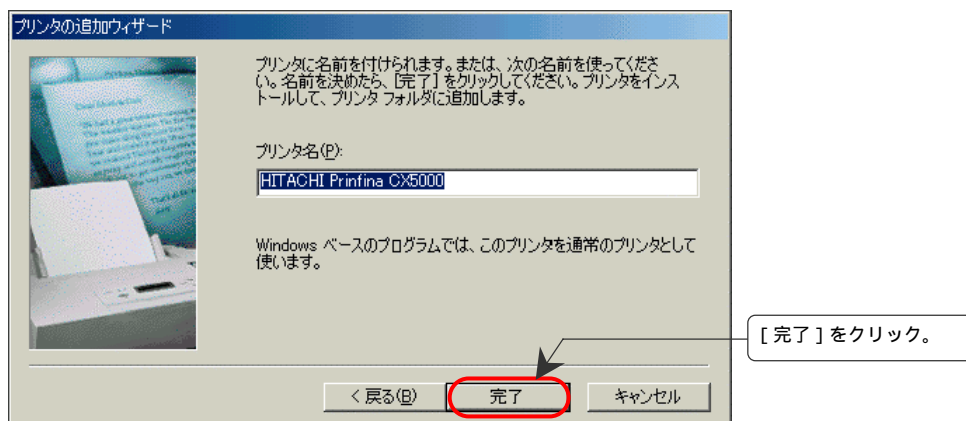 プリンタの追加ウィザード
プリンタに名前を付けられます。または、次の名前を使ってくださ
い。名前を決めたら、[完了] をクリックしてください。プリンタをインス
トールして、プリンタ フォルダに追加します。
プリンタ名(P):
HITACHI Prinfina CX5000
Windows ベースのプログラムでは、このプリンタを通常のプリンタとして
使います。
[ 完了 ] をクリック。
< 戻る(B)
完了
キャンセル